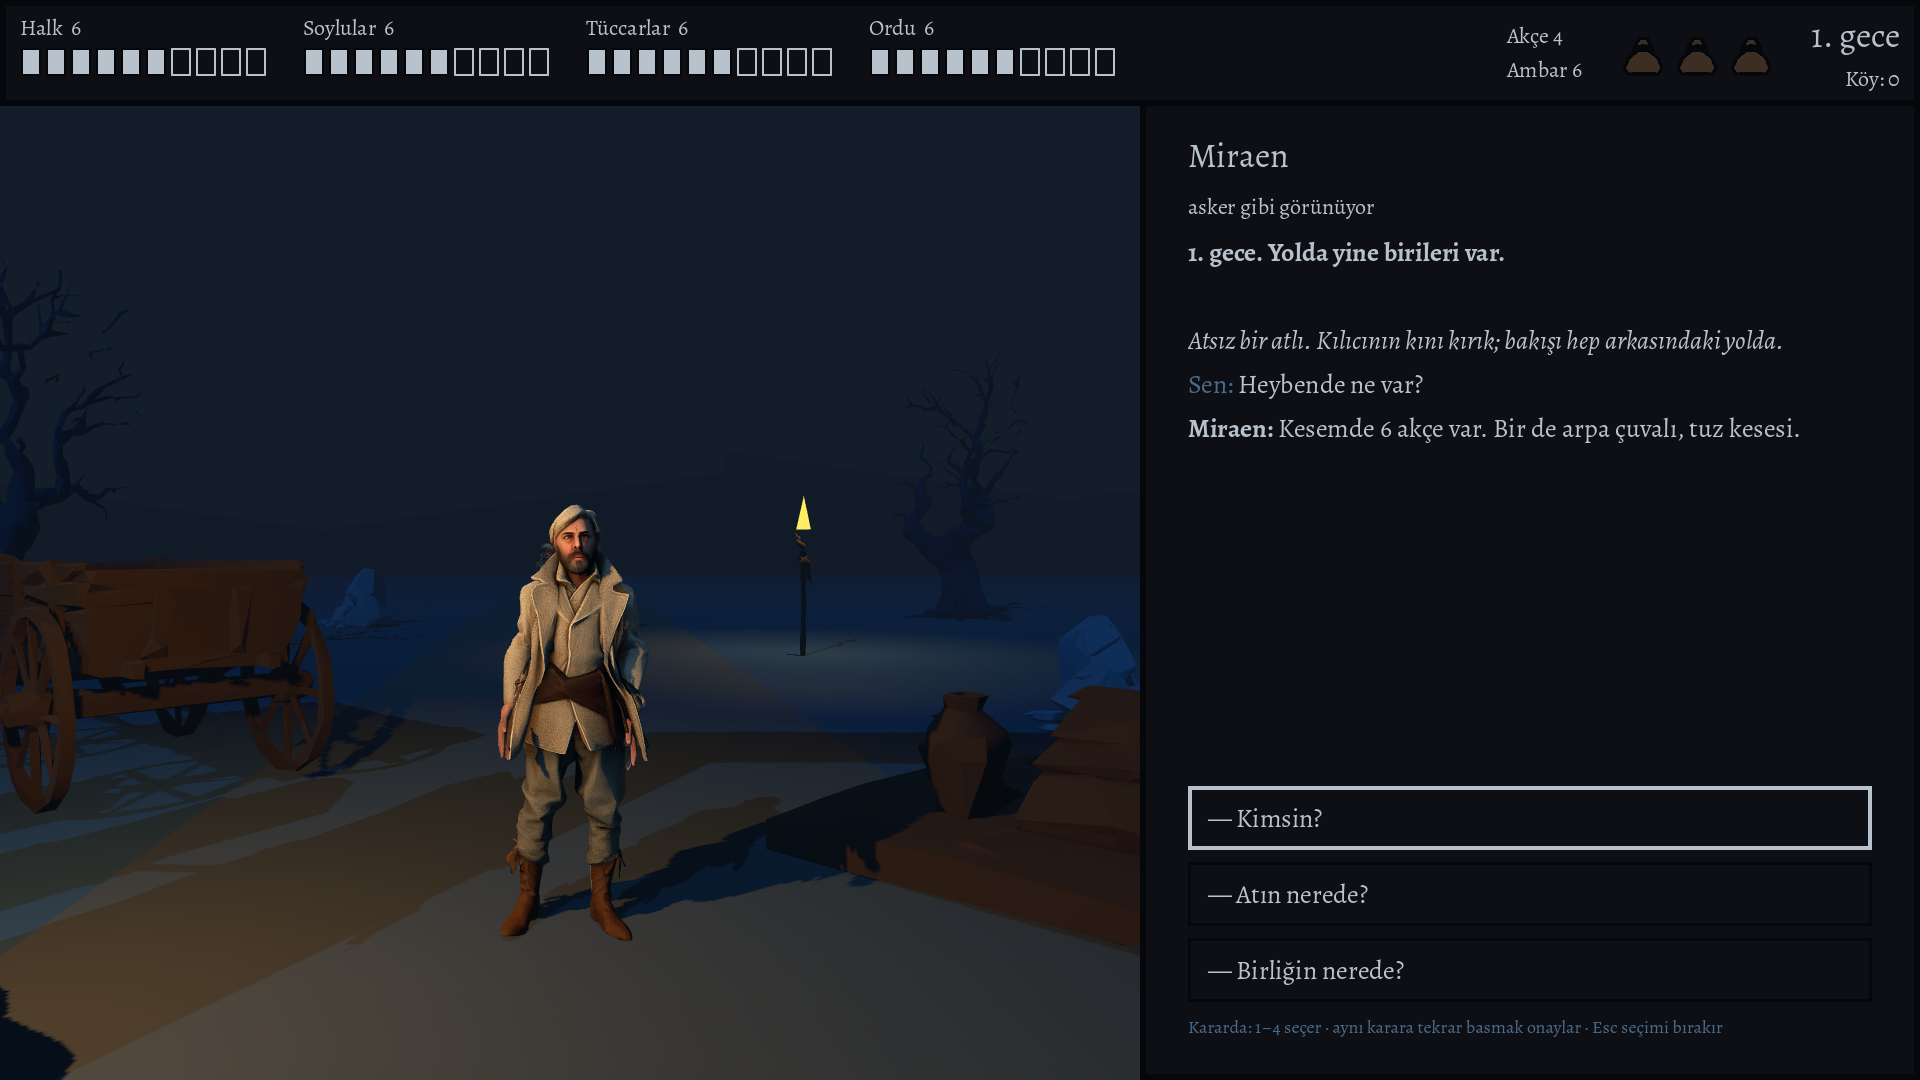 Halk 6
Soylular 6
Tüccarlar 6
Ordu 6
Akçe 4
Ambar 6
1. gece
Köy: 0
Miraen
asker gibi görünüyor
1. gece. Yolda yine birileri var.
Atsız bir atlı. Kılıcının kını kırık; bakışı hep arkasındaki yolda.
Sen: Heybende ne var?
Miraen: Kesemde 6 akçe var. Bir de arpa çuvalı, tuz kesesi.
— Kimsin?
— Atın nerede?
— Birliğin nerede?
Kararda: 1–4 seçer · aynı karara tekrar basmak onaylar · Esc seçimi bırakır